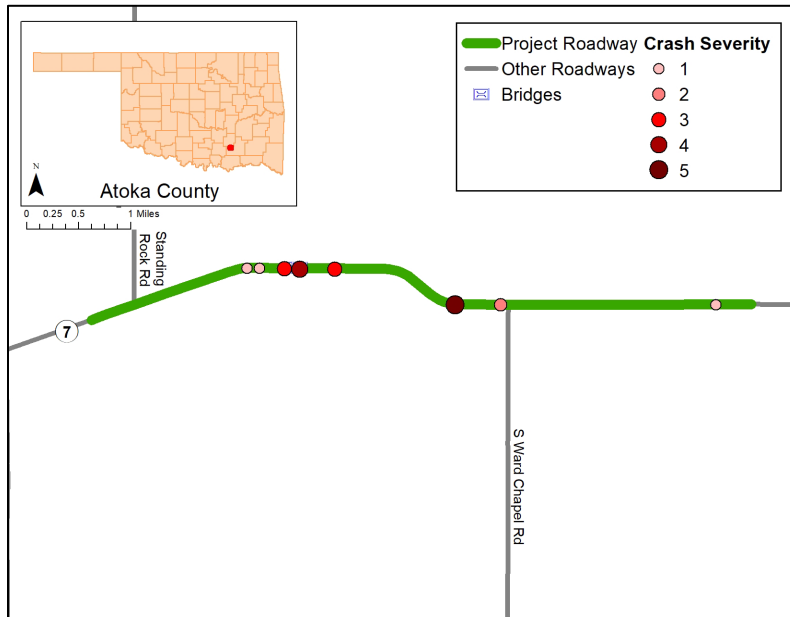 N
Atoka County
0 0.25 0.5 1 Miles
Project Roadway
Other Roadways
Bridges
Crash Severity
1
2
3
4
5
Standing
Rock Rd
7
S Ward Chapel Rd